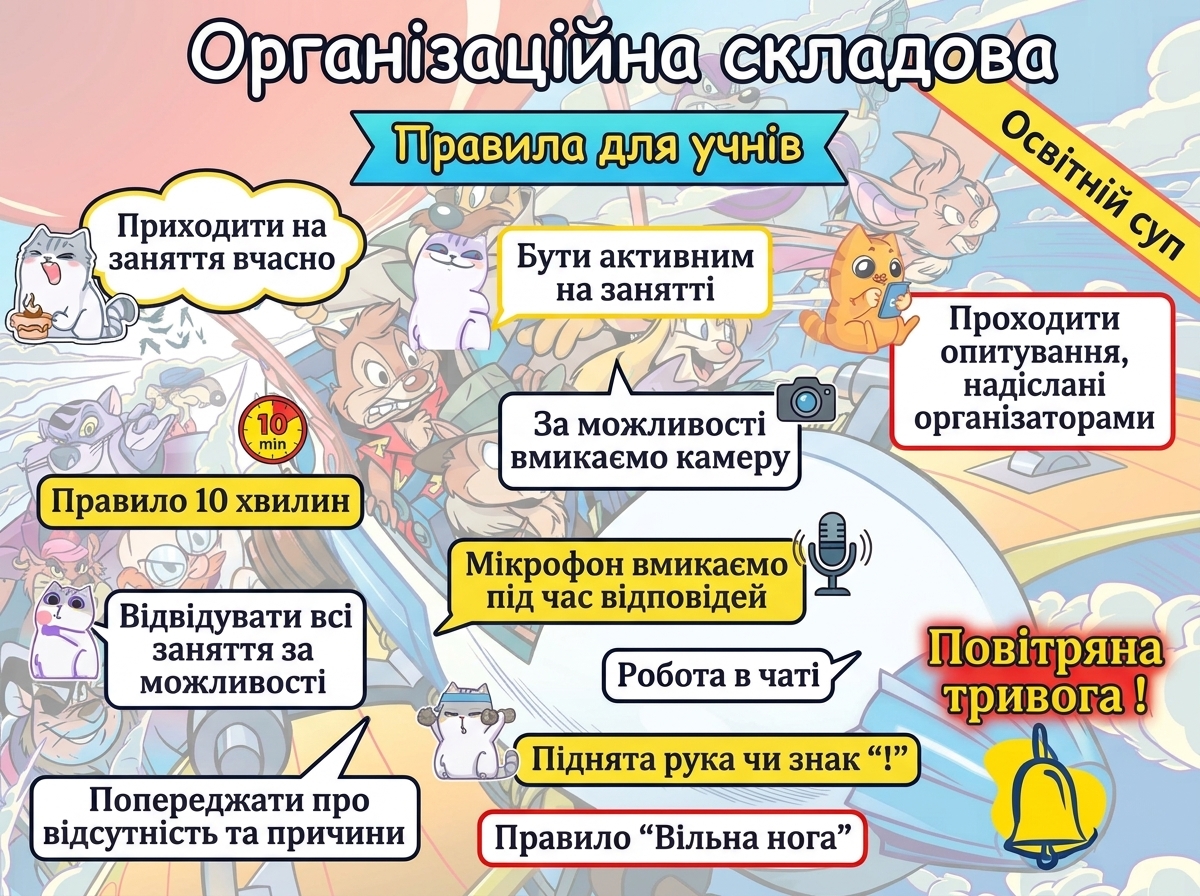 Організаційна складова
Правила для учнів
Освітній суп
Приходити на
заняття вчасно
Бути активним
на занятті
Проходити
опитування,
надіслані
організаторами
За можливості
вмикаємо камеру
10
min
Правило 10 хвилин
Мікрофон вмикаємо
під час відповідей
Відвідувати всі
заняття за
можливості
Робота в чаті
Повітряна
тривога !
Піднята рука чи знак “!”
Попереджати про
відсутність та причини
Правило “Вільна нога”